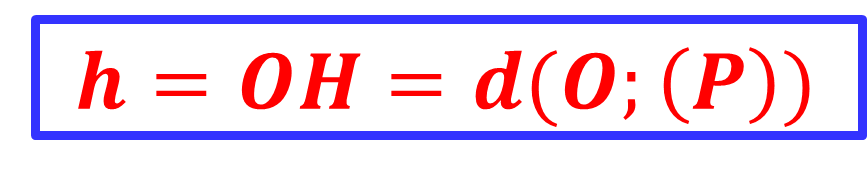 h = OH = d(O; (P))